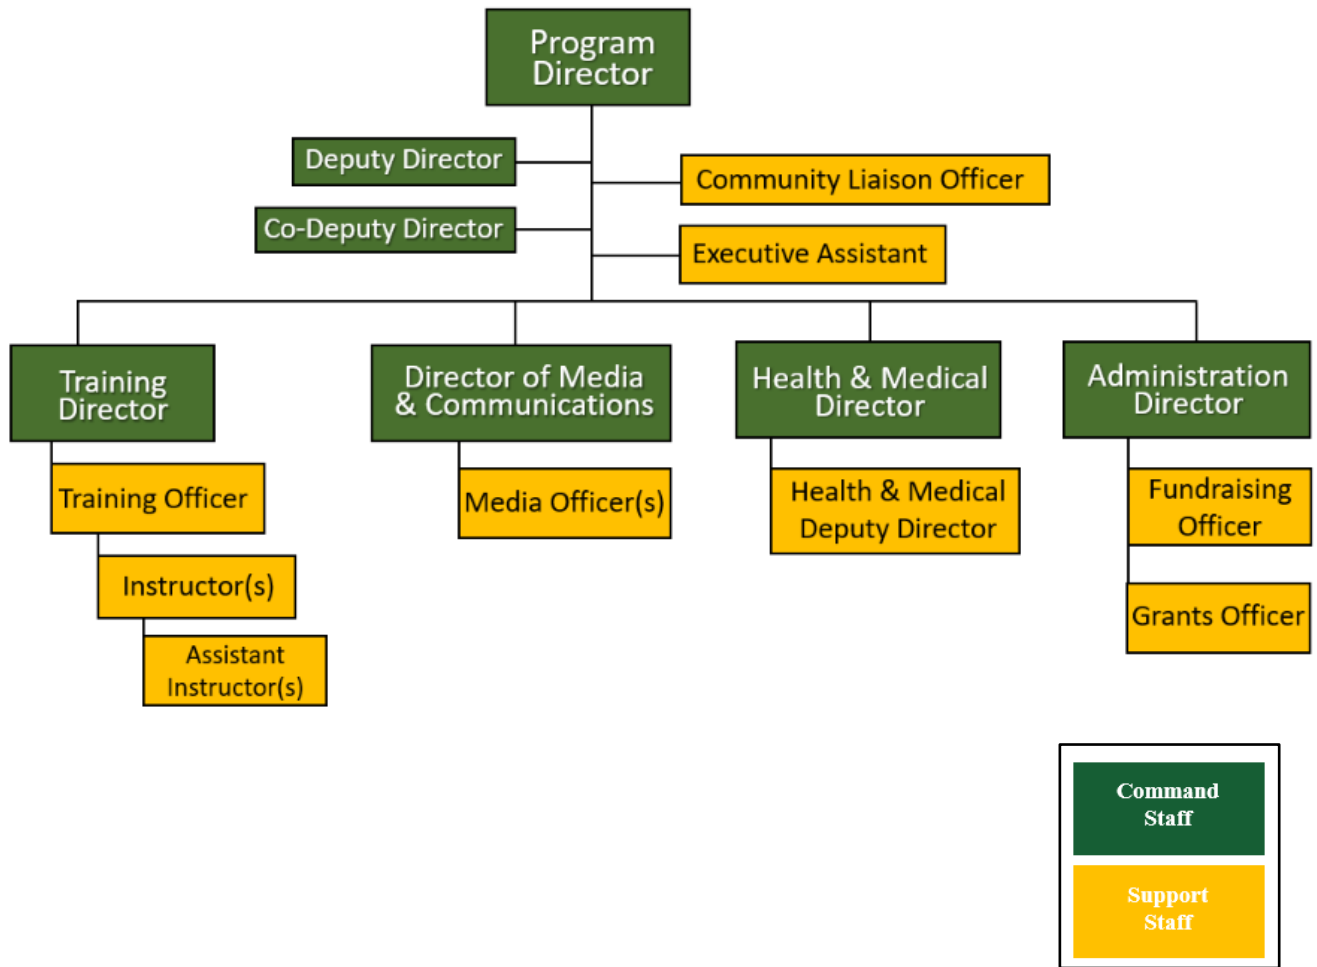 Program
Director
Deputy Director
Community Liaison Officer
Co-Deputy Director
Executive Assistant
Training
Director
Director of Media
& Communications
Health & Medical
Director
Administration
Director
Training Officer
Media Officer(s)
Health & Medical
Deputy Director
Fundraising
Officer
Instructor(s)
Grants Officer
Assistant
Instructor(s)
Command
Staff
Support
Staff